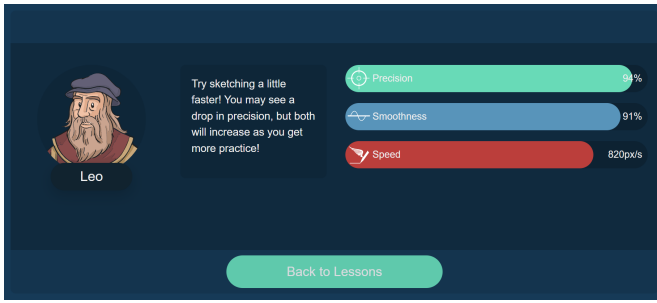 Try sketching a little
faster! You may see a
drop in precision, but both
will increase as you get
more practice!
Leo
Precision 94%
Smoothness 91%
Speed 820px/s
Back to Lessons